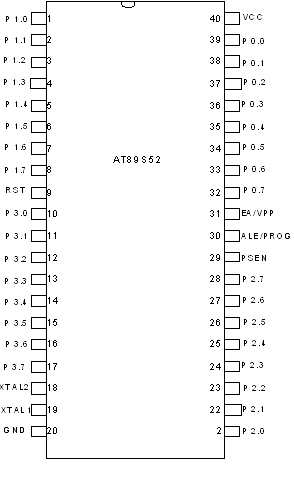 P 1.0 1 40 VCC
P 1.1 2 39 P 0.0
P 1.2 3 38 P 0.1
P 1.3 4 37 P 0.2
P 1.4 5 36 P 0.3
P 1.5 6 35 P 0.4
P 1.6 7 34 P 0.5
AT89S52
P 1.7 8 33 P 0.6
RST 9 32 P 0.7
P 3.0 10 31 EA/VPP
P 3.1 11 30 ALE/PROG
P 3.2 12 29 PSEN
P 3.3 13 28 P 2.7
P 3.4 14 27 P 2.6
P 3.5 15 26 P 2.5
P 3.6 16 25 P 2.4
P 3.7 17 24 P 2.3
XTAL2 18 23 P 2.2
XTAL1 19 22 P 2.1
GND 20 2 P 2.0